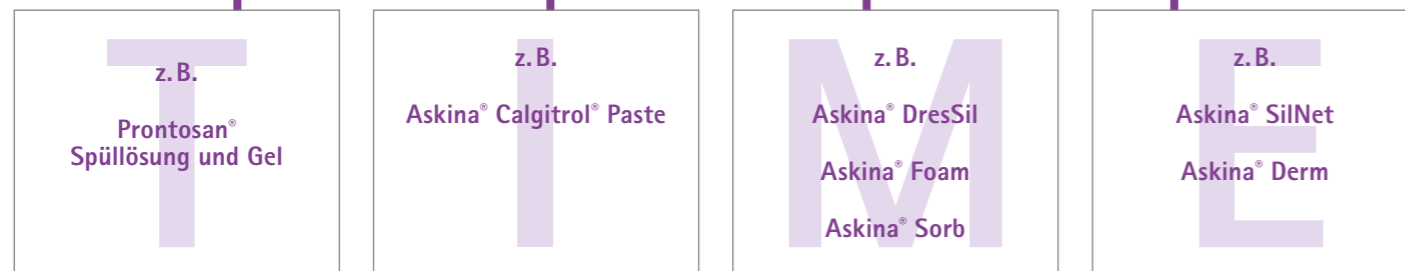 T
z. B.
Prontosan®
Spüllösung und Gel
I
z. B.
Askina® Calgitrol® Paste
M
z. B.
Askina® DresSil
Askina® Foam
Askina® Sorb
E
z. B.
Askina® SilNet
Askina® Derm